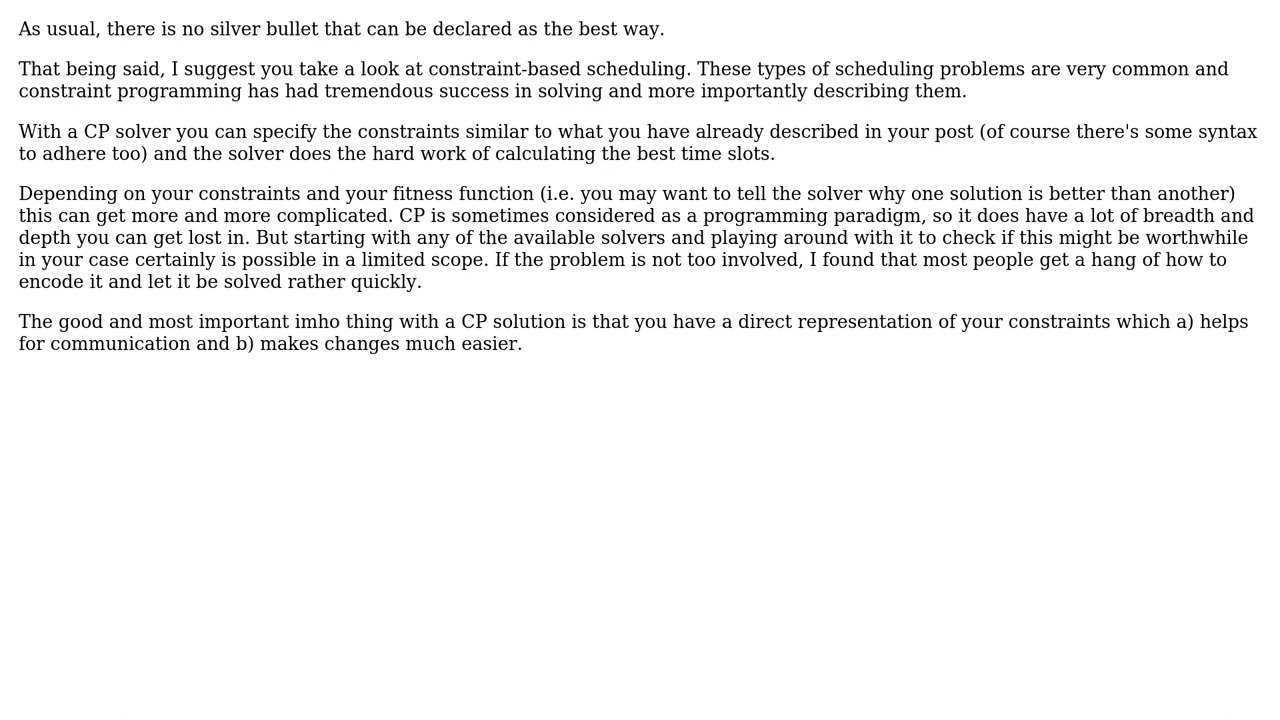 As usual, there is no silver bullet that can be declared as the best way.
That being said, I suggest you take a look at constraint-based scheduling. These types of scheduling problems are very common and
constraint programming has had tremendous success in solving and more importantly describing them.
With a CP solver you can specify the constraints similar to what you have already described in your post (of course there's some syntax
to adhere too) and the solver does the hard work of calculating the best time slots.
Depending on your constraints and your fitness function (i.e. you may want to tell the solver why one solution is better than another)
this can get more and more complicated. CP is sometimes considered as a programming paradigm, so it does have a lot of breadth and
depth you can get lost in. But starting with any of the available solvers and playing around with it to check if this might be worthwhile
in your case certainly is possible in a limited scope. If the problem is not too involved, I found that most people get a hang of how to
encode it and let it be solved rather quickly.
The good and most important imho thing with a CP solution is that you have a direct representation of your constraints which a) helps
for communication and b) makes changes much easier.